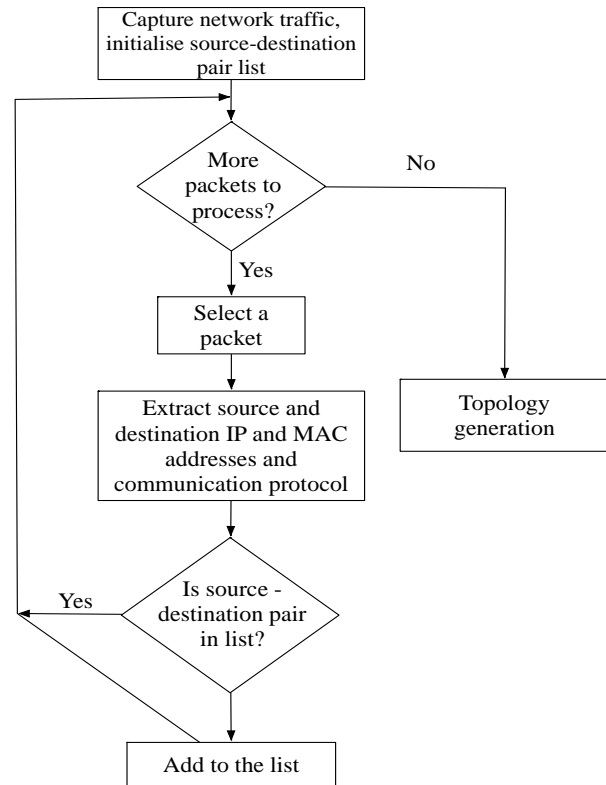 Capture network traffic,
initialise source-destination
pair list
More
packets to
process?
No
Yes
Select a
packet
Extract source and
destination IP and MAC
addresses and
communication protocol
Topology
generation
Is source -
destination pair
in list?
Yes
Add to the list